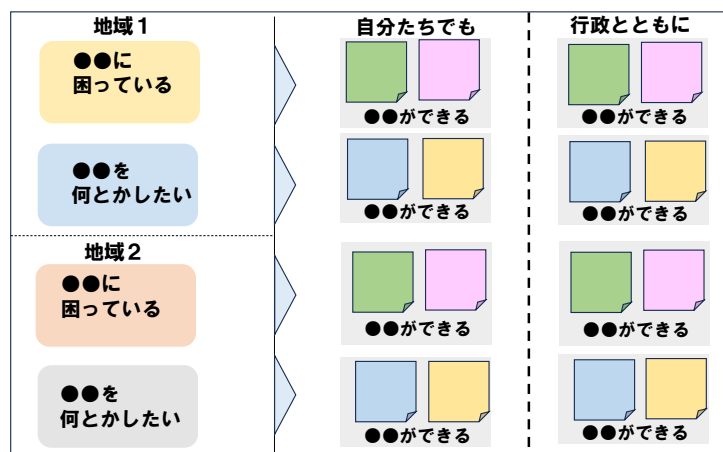 地域1
自分たちでも
行政とともに
●●に
困っている
●●ができる
●●ができる
●●を
何とかしたい
●●ができる
●●ができる
地域2
●●に
困っている
●●ができる
●●ができる
●●を
何とかしたい
●●ができる
●●ができる